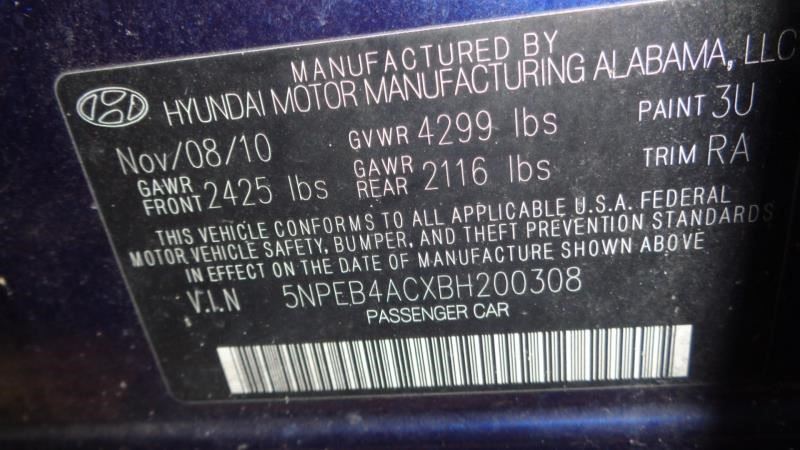 MANUFACTURED BY
HYUNDAI MOTOR MANUFACTURING ALABAMA, LLC
Nov/08/10 GVWR 4299 lbs PAINT 3U
GAWR FRONT 2425 lbs GAWR REAR 2116 lbs TRIM RA
THIS VEHICLE CONFORMS TO ALL APPLICABLE U.S.A. FEDERAL
MOTOR VEHICLE SAFETY, BUMPER, AND THEFT PREVENTION STANDARDS
IN EFFECT ON THE DATE OF MANUFACTURE SHOWN ABOVE
V.I.N 5NPEB4ACXBH200308
PASSENGER CAR